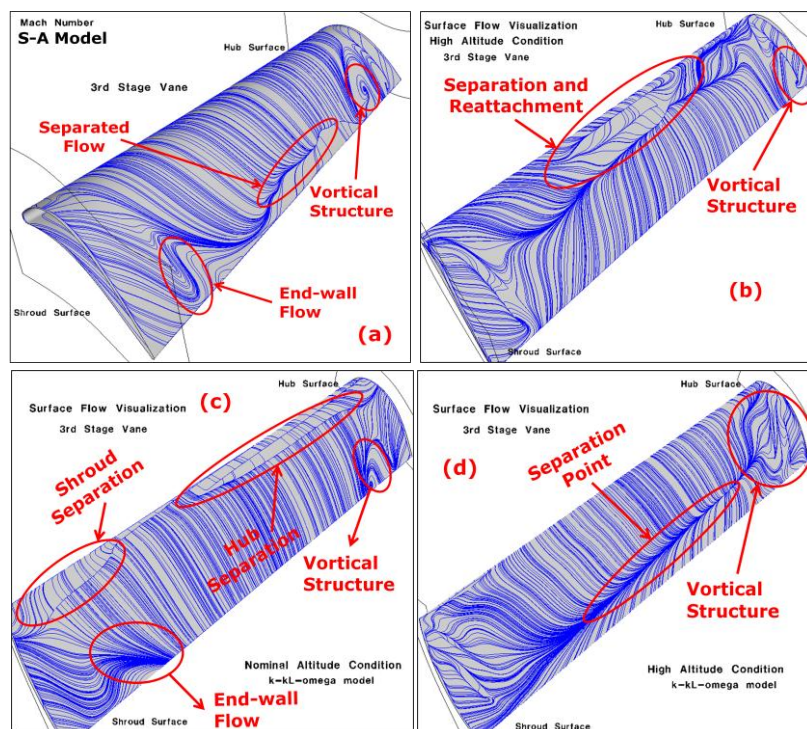 Mach Number
S-A Model
Hub Surface
3rd Stage Vane
Separated
Flow
Vortical
Structure
End-wall
Flow
Shroud Surface
(a)
Surface Flow Visualization
High Altitude Condition
3rd Stage Vane
Hub Surface
Separation and
Reattachment
Vortical
Structure
(b)
Shroud Surface
(c)
Hub Surface
Surface Flow Visualization
3rd Stage Vane
Shroud
Separation
Hub
Separation
Vortical
Structure
Nominal Altitude Condition
k-kL-omega model
End-wall
Flow
Shroud Surface
Hub Surface
Surface Flow Visualization
3rd Stage Vane
(d)
Separation
Point
Vortical
Structure
High Altitude Condition
k-kL-omega model
Shroud Surface